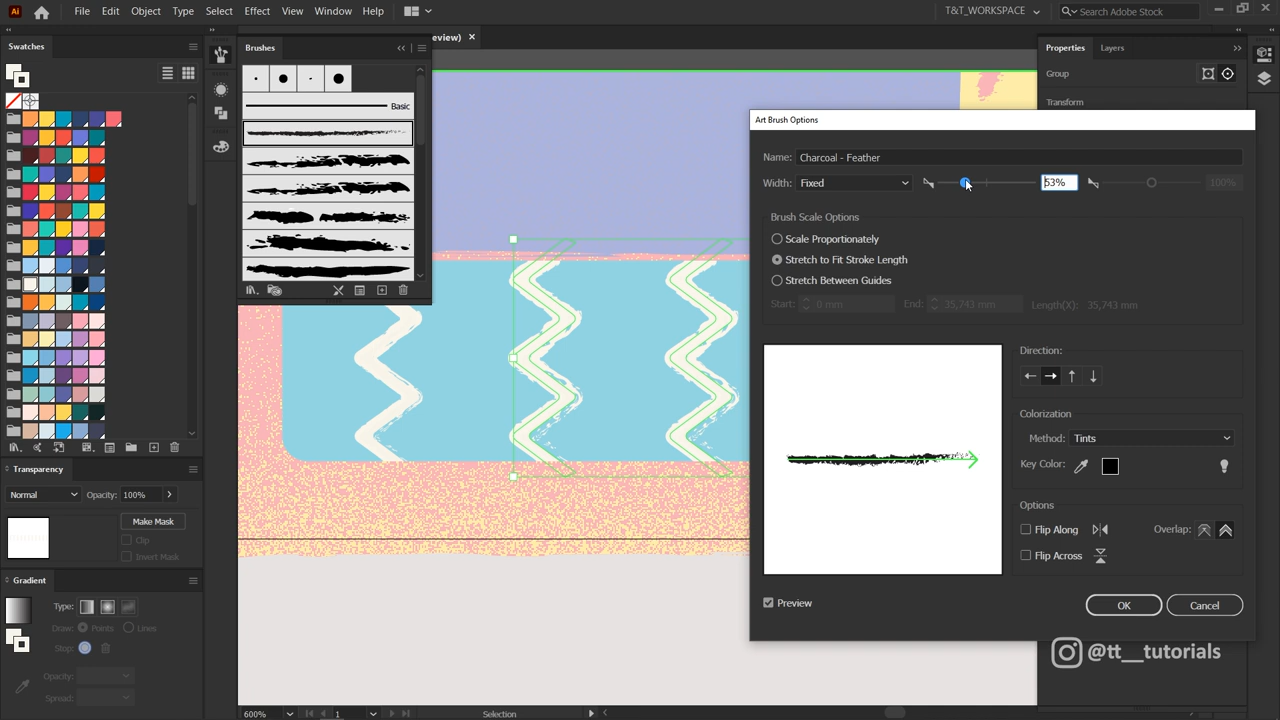 Ai File Edit Object Type Select Effect View Window Help T&T_WORKSPACE Search Adobe Stock
eview)
Swatches
Brushes
Basic
Properties Layers
Group
Transform
Art Brush Options
Name: Charcoal - Feather
Width: Fixed 53% 100%
Brush Scale Options
Scale Proportionately
Stretch to Fit Stroke Length
Stretch Between Guides
Start: 0 mm End: 35,743 mm Length(X): 35,743 mm
Direction:
Colorization
Method: Tints
Key Color:
Options
Flip Along Overlap:
Flip Across
Preview
OK Cancel
Transparency
Normal Opacity: 100%
Make Mask
Clip
Invert Mask
Gradient
Type:
Draw: Points Lines
Stop:
Opacity:
Spread:
@tt__tutorials
600% 1 Selection